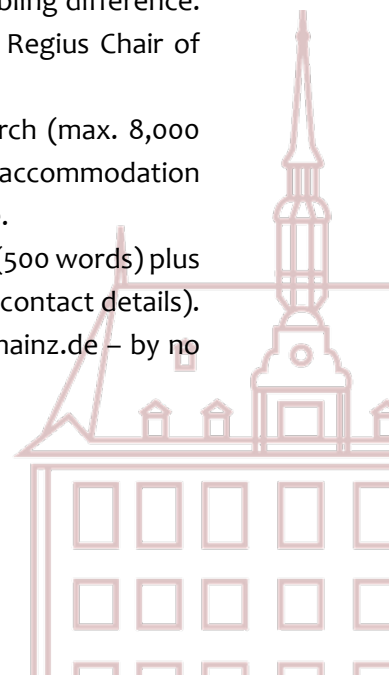 bling difference.
Regius Chair of
rch (max. 8,000
accommodation
.
(500 words) plus
contact details).
nainz.de – by no